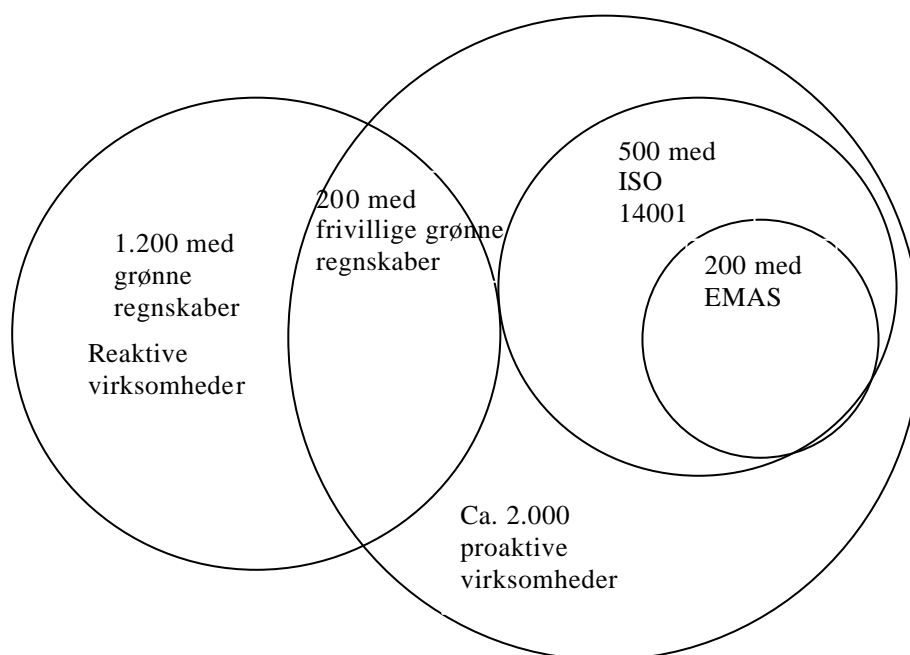 1.200 med
grønne
regnskaber
Reaktive
virksomheder
200 med
frivillige grønne
regnskaber
500 med
ISO
14001
200 med
EMAS
Ca. 2.000
proaktive
virksomheder